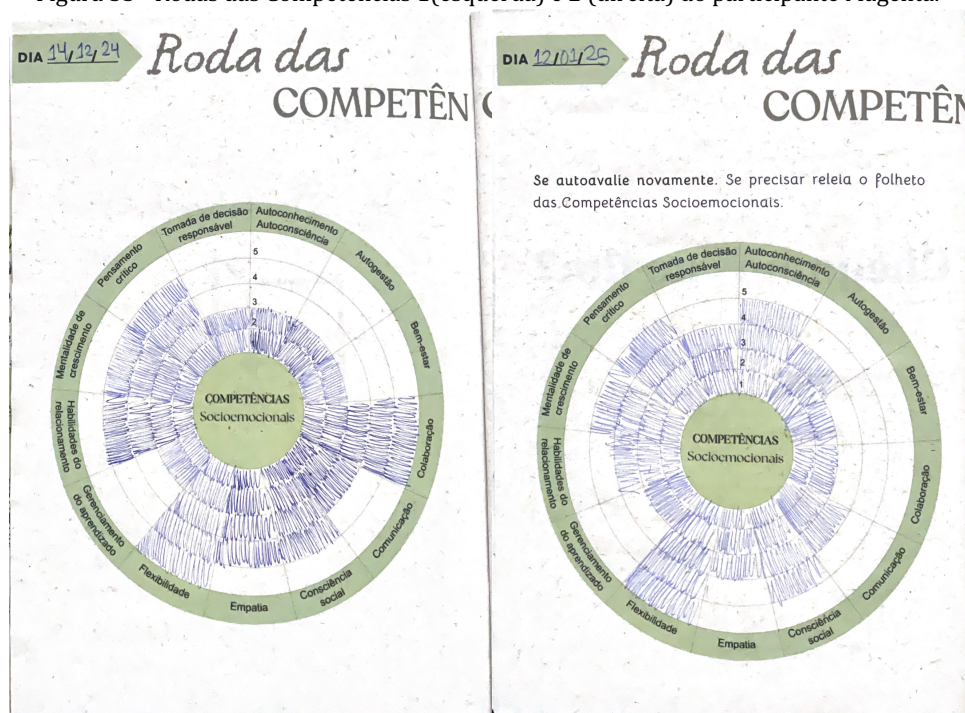 Figura 38 - Rodas das Competências 1(esquerda) e 2 (direita) do participante Magenta.
DIA 14/12/24
Roda das
COMPETÊN
Tomada de decisão
responsável
Autoconhecimento
Autoconsciência
Autogestão
Bem-estar
Colaboração
Comunicação
Consciência
social
Empatia
Flexibilidade
Gerenciamento
do aprendizado
Habilidades do
relacionamento
Mentalidade de
crescimento
Pensamento
crítico
5
4
3
2
COMPETÊNCIAS
Socioemocionais
DIA 12/01/25
Roda das
COMPETÊN
Se autoavalie novamente. Se precisar releia o folheto
das Competências Socioemocionais.
Tomada de decisão
responsável
Autoconhecimento
Autoconsciência
Autogestão
Bem-estar
Colaboração
Comunicação
Consciência
social
Empatia
Flexibilidade
Gerenciamento
do aprendizado
Habilidades do
relacionamento
Mentalidade de
crescimento
Pensamento
crítico
5
4
3
2
1
COMPETÊNCIAS
Socioemocionais